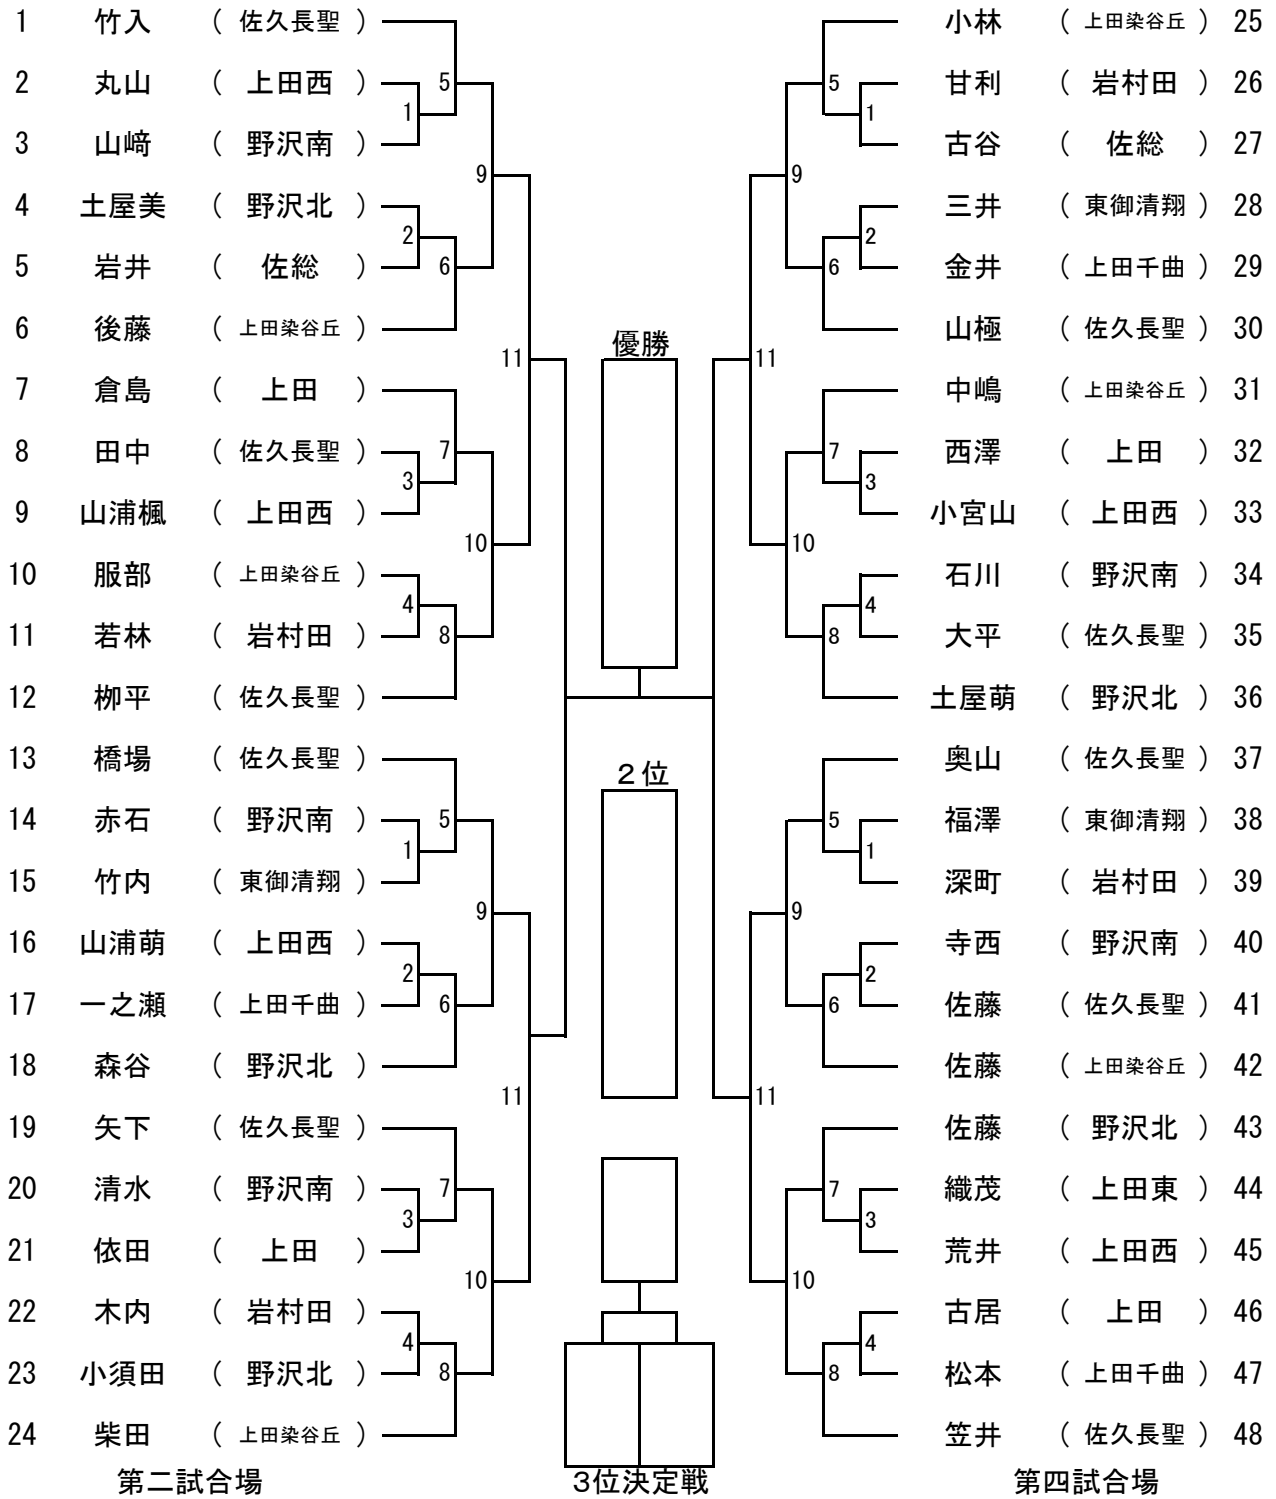 1 竹入 ( 佐久長聖 ) 小林 ( 上田染谷丘 ) 25
2 丸山 ( 上田西 ) 5 5 甘利 ( 岩村田 ) 26
1 1
3 山﨑 ( 野沢南 ) 古谷 ( 佐総 ) 27
9 9
4 土屋美 ( 野沢北 ) 三井 ( 東御清翔 ) 28
2 2
5 岩井 ( 佐総 ) 6 6 金井 ( 上田千曲 ) 29
6 後藤 ( 上田染谷丘 ) 山極 ( 佐久長聖 ) 30
優勝
11 11
7 倉島 ( 上田 ) 中嶋 ( 上田染谷丘 ) 31
8 田中 ( 佐久長聖 ) 7 7 西澤 ( 上田 ) 32
3 3
9 山浦楓 ( 上田西 ) 小宮山 ( 上田西 ) 33
10 10
10 服部 ( 上田染谷丘 ) 石川 ( 野沢南 ) 34
4 4
11 若林 ( 岩村田 ) 8 8 大平 ( 佐久長聖 ) 35
12 栁平 ( 佐久長聖 ) 土屋萌 ( 野沢北 ) 36
13 橋場 ( 佐久長聖 ) 奥山 ( 佐久長聖 ) 37
２位
14 赤石 ( 野沢南 ) 5 5 福澤 ( 東御清翔 ) 38
1 1
15 竹内 ( 東御清翔 ) 深町 ( 岩村田 ) 39
9 9
16 山浦萌 ( 上田西 ) 寺西 ( 野沢南 ) 40
2 2
17 一之瀬 ( 上田千曲 ) 6 6 佐藤 ( 佐久長聖 ) 41
18 森谷 ( 野沢北 ) 佐藤 ( 上田染谷丘 ) 42
11 11
19 矢下 ( 佐久長聖 ) 佐藤 ( 野沢北 ) 43
20 清水 ( 野沢南 ) 7 7 織茂 ( 上田東 ) 44
3 3
21 依田 ( 上田 ) 荒井 ( 上田西 ) 45
10 10
22 木内 ( 岩村田 ) 古居 ( 上田 ) 46
4 4
23 小須田 ( 野沢北 ) 8 8 松本 ( 上田千曲 ) 47
24 柴田 ( 上田染谷丘 ) 笠井 ( 佐久長聖 ) 48
第二試合場 3位決定戦 第四試合場